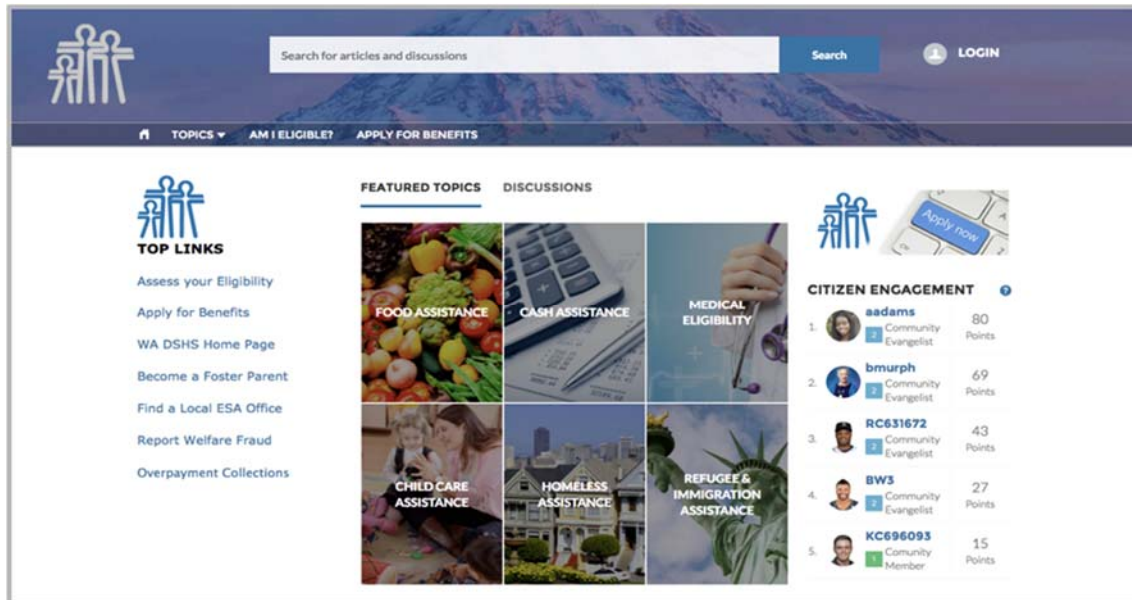 Search for articles and discussions
Search
LOGIN
TOPICS
AM I ELIGIBLE?
APPLY FOR BENEFITS
TOP LINKS
Assess your Eligibility
Apply for Benefits
WA DSHS Home Page
Become a Foster Parent
Find a Local ESA Office
Report Welfare Fraud
Overpayment Collections
FEATURED TOPICS
DISCUSSIONS
FOOD ASSISTANCE
CASH ASSISTANCE
MEDICAL
ELIGIBILITY
CHILD CARE
ASSISTANCE
HOMELESS
ASSISTANCE
REFUGEE &
IMMIGRATION
ASSISTANCE
Apply now
CITIZEN ENGAGEMENT ?
1.
aadams
2 Community
Evangelist
80
Points
2.
bmurph
2 Community
Evangelist
69
Points
3.
RC631672
2 Community
Evangelist
43
Points
4.
BW3
2 Community
Evangelist
27
Points
5.
KC696093
1 Comunity
Member
15
Points